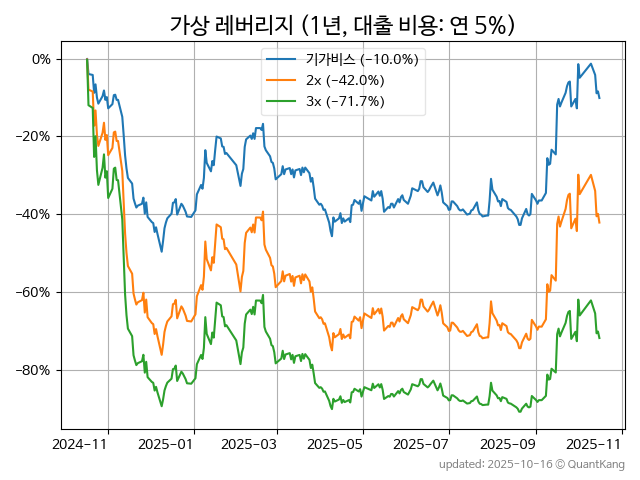 가상 레버리지 (1년, 대출 비용: 연 5%)
기가비스 (−10.0%)
2x (−42.0%)
3x (−71.7%)
0%
−20%
−40%
−60%
−80%
2024-11 2025-01 2025-03 2025-05 2025-07 2025-09 2025-11
updated: 2025-10-16 © QuantKang